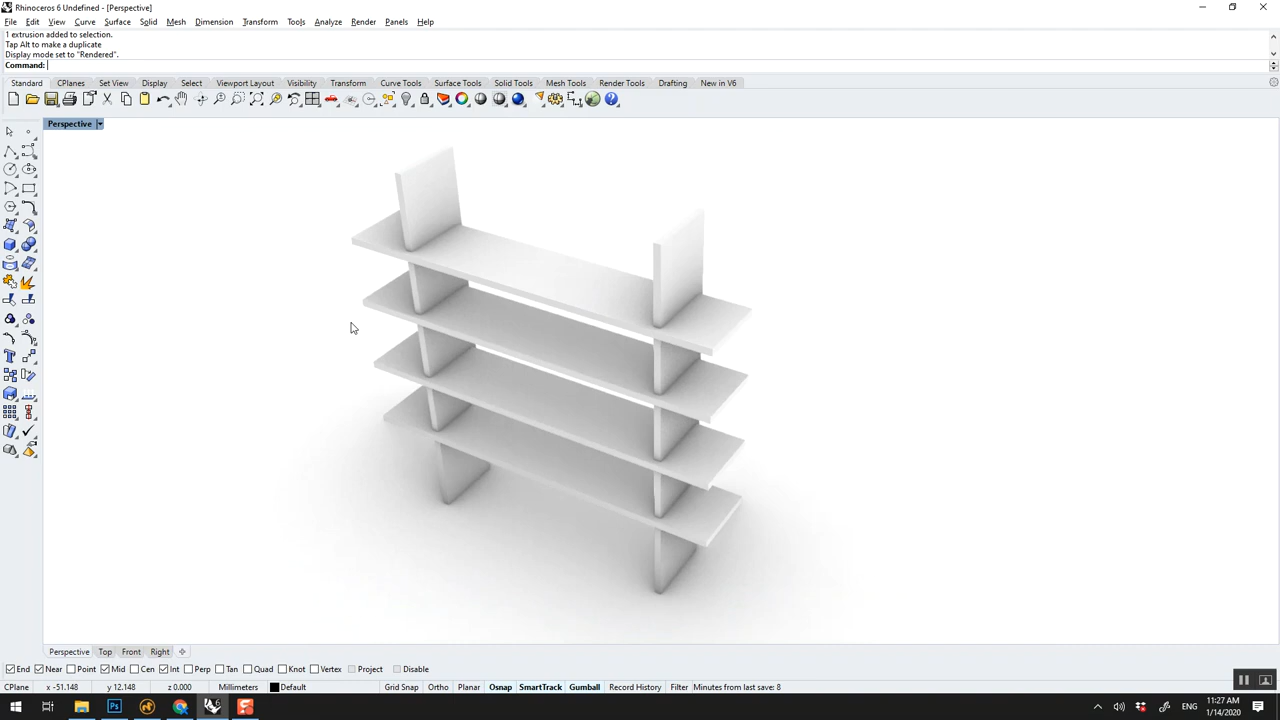 Rhinoceros 6 Undefined - [Perspective]
File Edit View Curve Surface Solid Mesh Dimension Transform Tools Analyze Render Panels Help
1 extrusion added to selection.
Tap Alt to make a duplicate
Display mode set to "Rendered".
Command:
Standard CPlanes Set View Display Select Viewport Layout Visibility Transform Curve Tools Surface Tools Solid Tools Mesh Tools Render Tools Drafting New in V6
Perspective
Perspective Top Front Right
End Near Point Mid Cen Int Perp Tan Quad Knot Vertex Project Disable
CPlane x -51.148 y 12.148 z 0.000 Millimeters Default Grid Snap Ortho Planar Osnap SmartTrack Gumball Record History Filter Minutes from last save: 8
Ps ENG 11:27 AM
1/14/2020